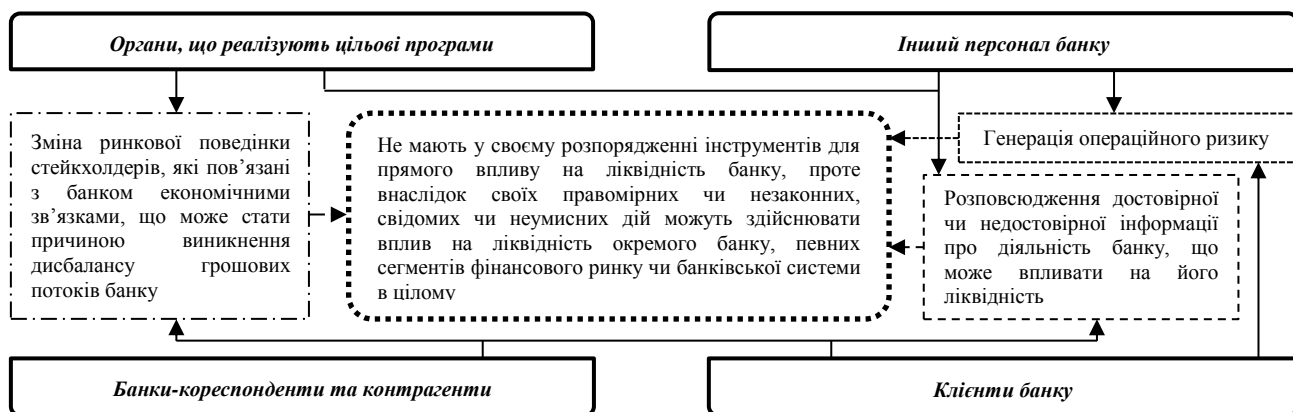 Органи, що реалізують цільові програми
Інший персонал банку
Зміна ринкової поведінки
стейкхолдерів, які пов’язані
з банком економічними
зв’язками, що може стати
причиною виникнення
дисбалансу грошових
потоків банку
Не мають у своєму розпорядженні інструментів для
прямого впливу на ліквідність банку, проте
внаслідок своїх правомірних чи незаконних,
свідомих чи неумисних дій можуть здійснювати
вплив на ліквідність окремого банку, певних
сегментів фінансового ринку чи банківської системи
в цілому
Генерація операційного ризику
Розповсюдження достовірної
чи недостовірної інформації
про діяльність банку, що
може впливати на його
ліквідність
Банки-кореспонденти та контрагенти
Клієнти банку